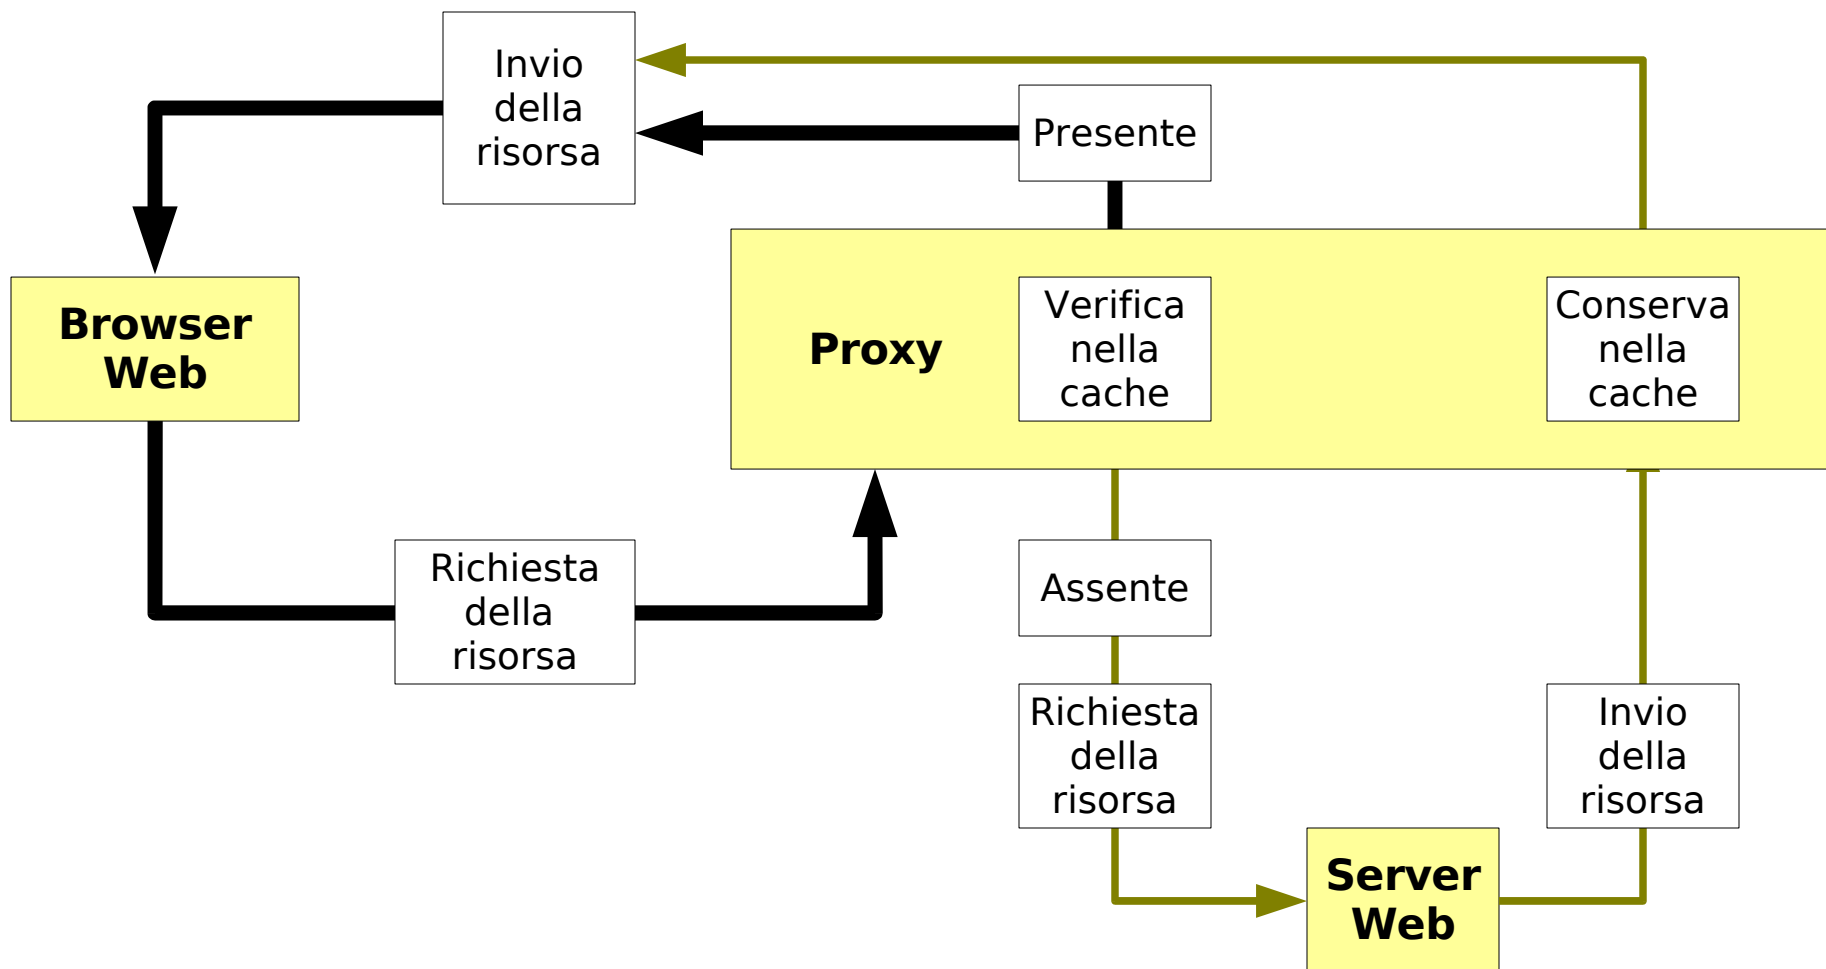 Invio
della
risorsa
Presente
Browser
Web
Proxy
Verifica
nella
cache
Conserva
nella
cache
Richiesta
della
risorsa
Assente
Richiesta
della
risorsa
Invio
della
risorsa
Server
Web